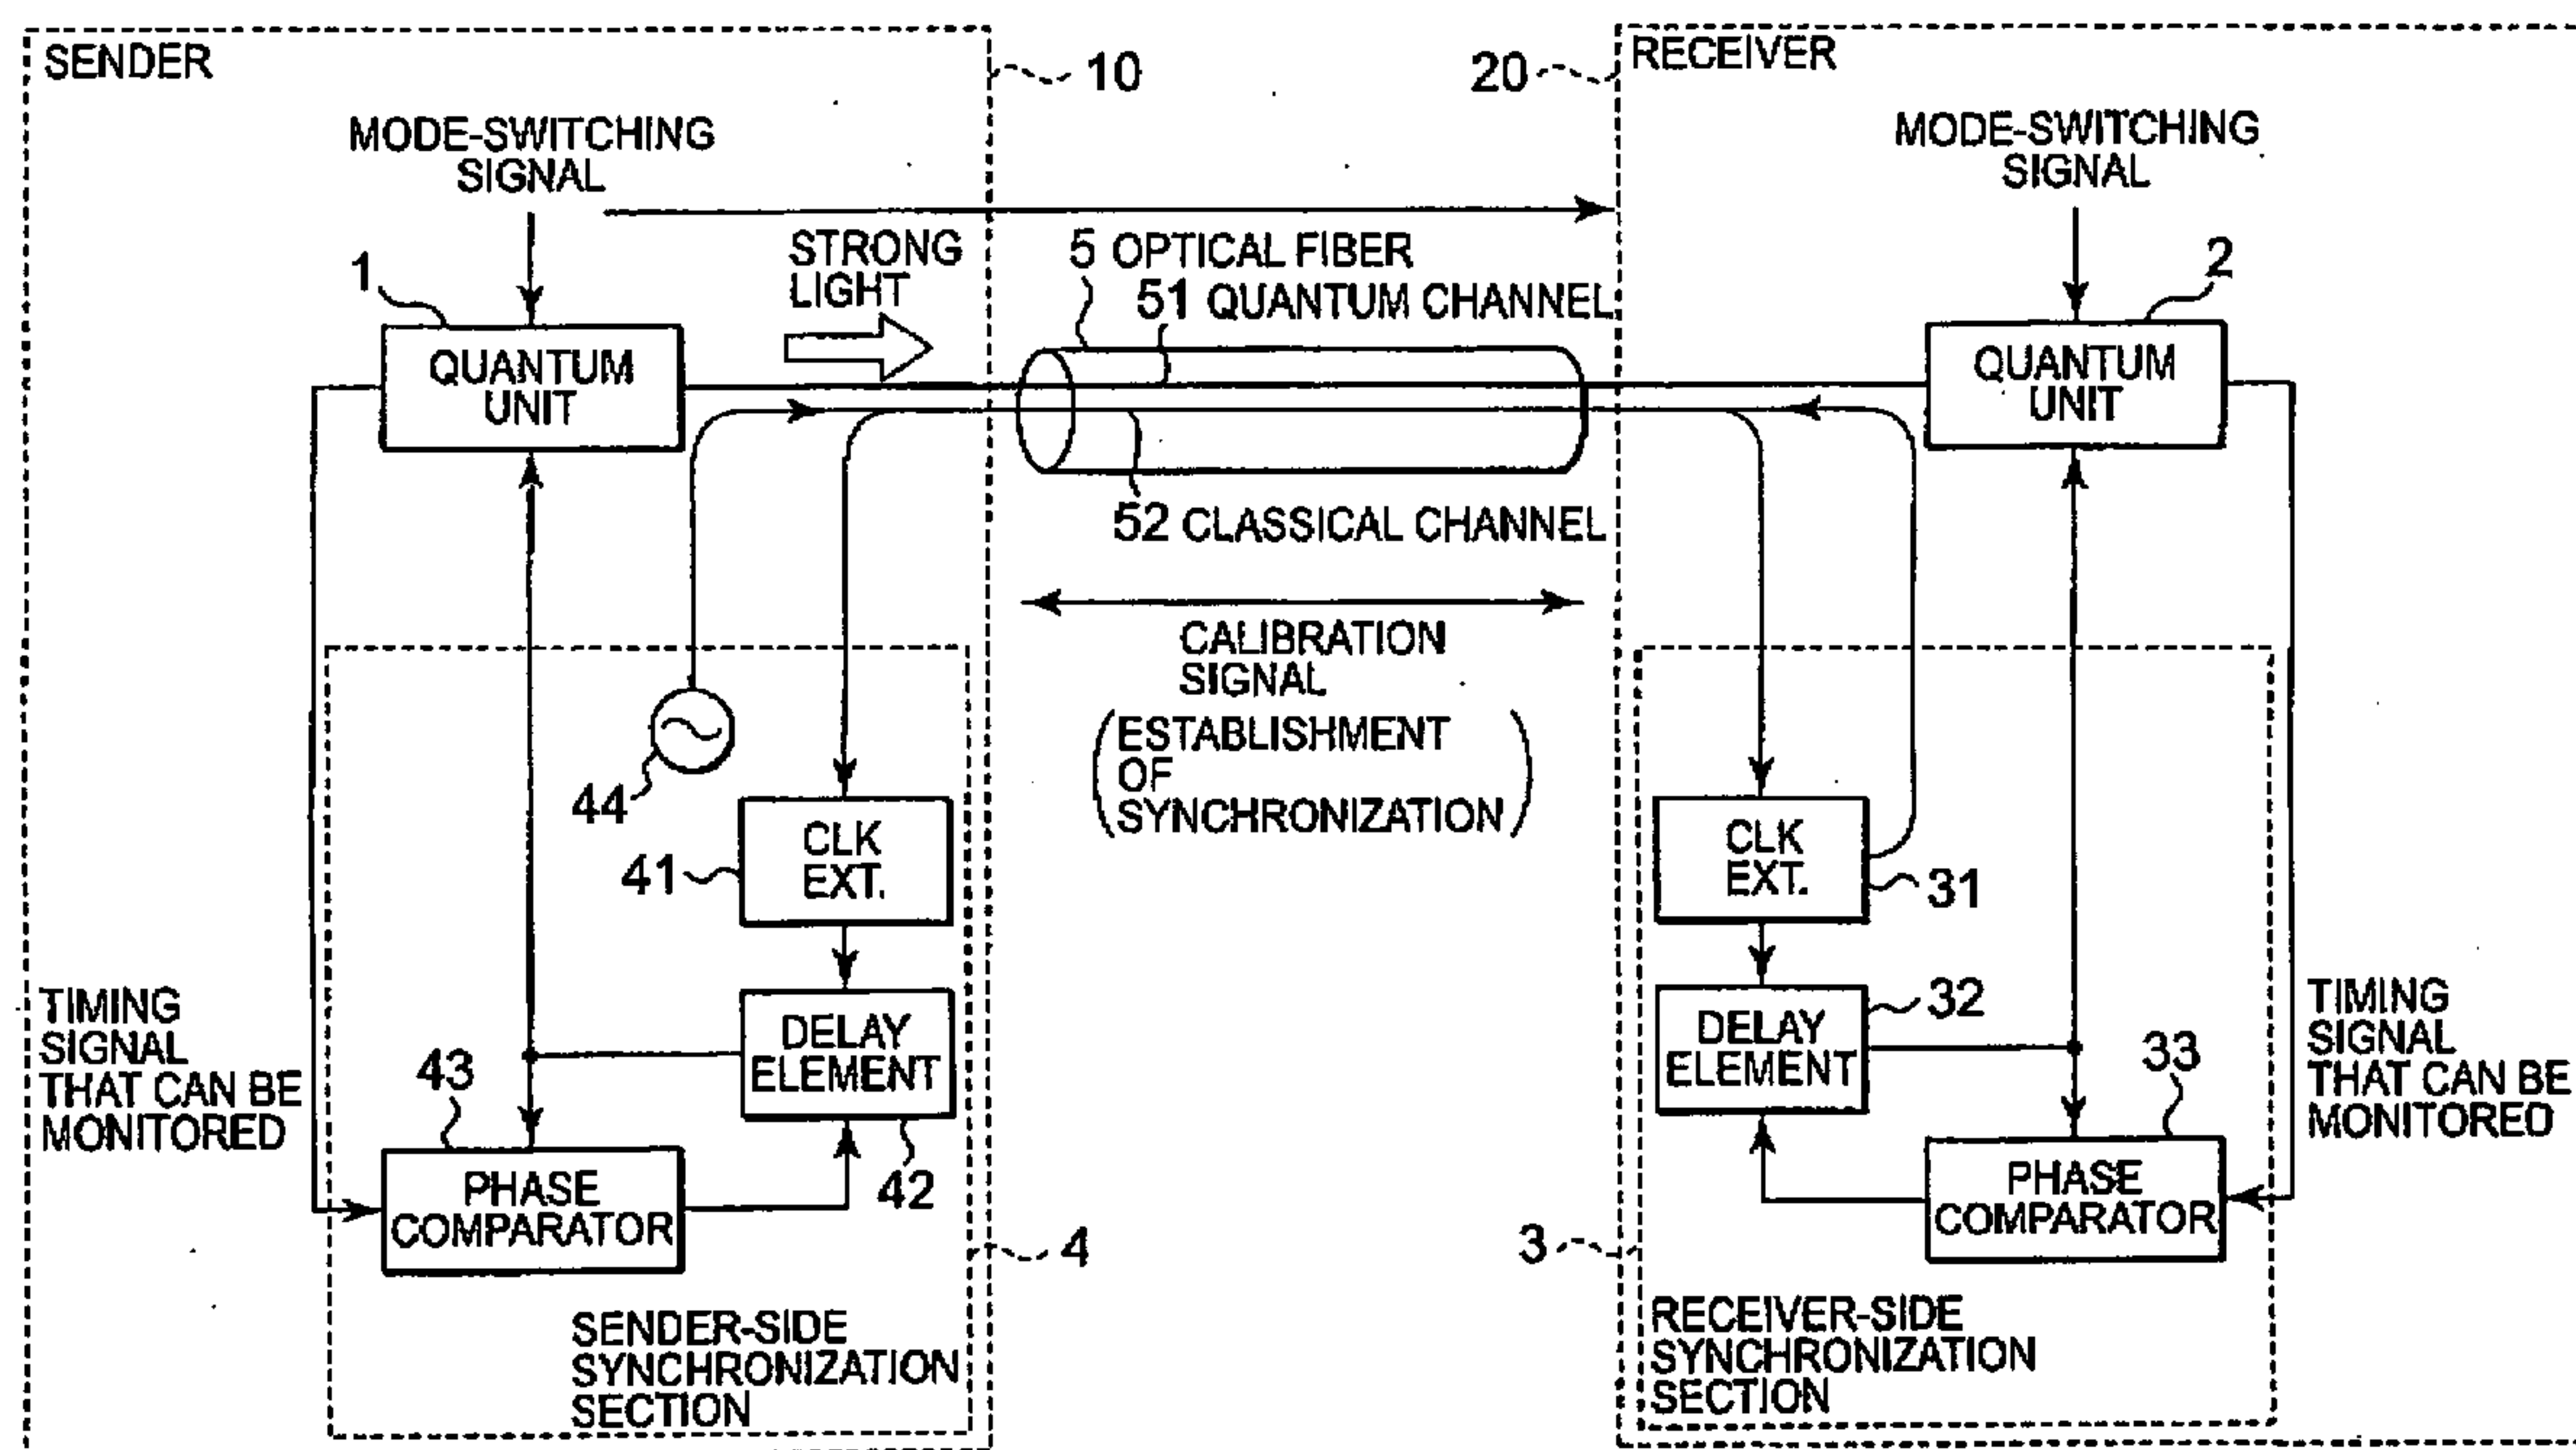 SENDER
10
MODE-SWITCHING
SIGNAL
1
QUANTUM
UNIT
STRONG
LIGHT
5 OPTICAL FIBER
51 QUANTUM CHANNEL
52 CLASSICAL CHANNEL
CALIBRATION
SIGNAL
(ESTABLISHMENT
OF
SYNCHRONIZATION)
44
41
CLK
EXT.
DELAY
ELEMENT
42
43
PHASE
COMPARATOR
TIMING
SIGNAL
THAT CAN BE
MONITORED
4
SENDER-SIDE
SYNCHRONIZATION
SECTION
20
RECEIVER
MODE-SWITCHING
SIGNAL
2
QUANTUM
UNIT
CLK
EXT.
31
DELAY
ELEMENT
32
33
PHASE
COMPARATOR
TIMING
SIGNAL
THAT CAN BE
MONITORED
3
RECEIVER-SIDE
SYNCHRONIZATION
SECTION